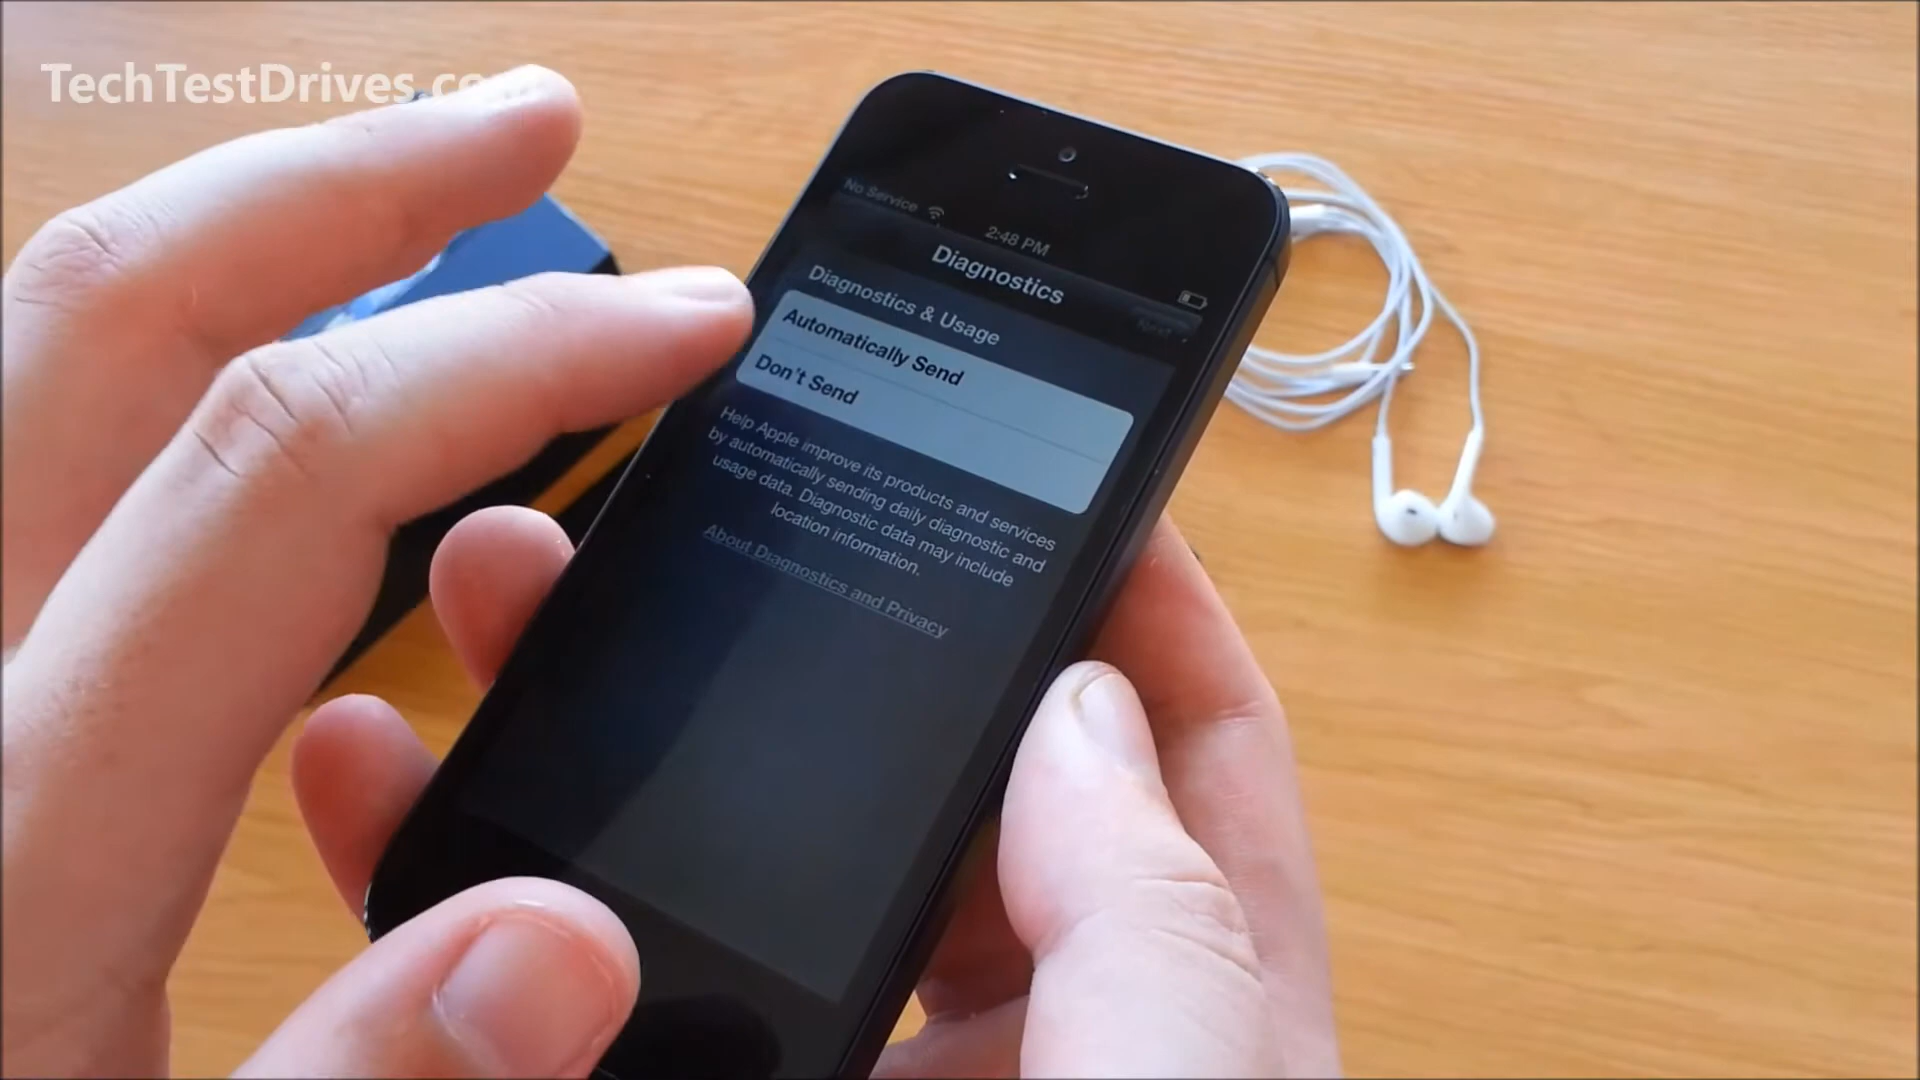 TechTestDrives.co
No Service
2:48 PM
Diagnostics
Next
Diagnostics & Usage
Automatically Send
Don't Send
Help Apple improve its products and services
by automatically sending daily diagnostic and
usage data. Diagnostic data may include
location information.
About Diagnostics and Privacy